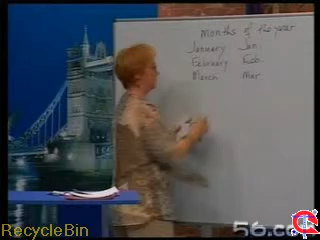 Months of the year
January Jan
February Feb
March Mar
56.co
RecycleBin